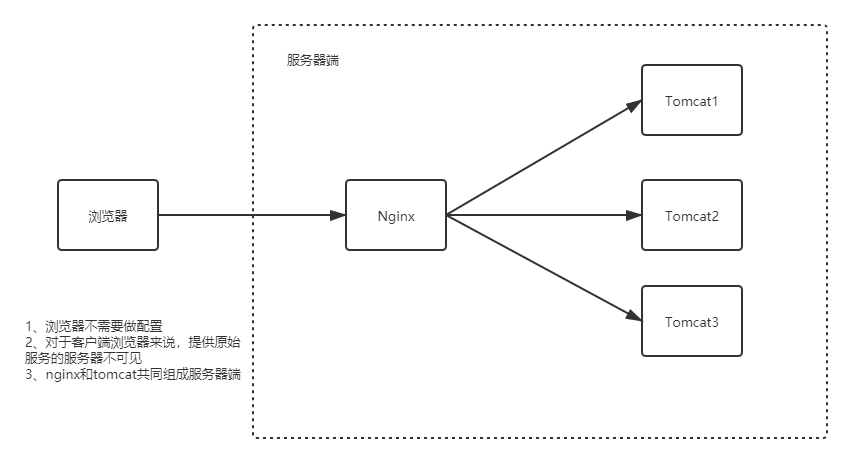 服务器端
Tomcat1
浏览器
Nginx
Tomcat2
Tomcat3
1、浏览器不需要做配置
2、对于客户端浏览器来说，提供原始
服务的服务器不可见
3、nginx和tomcat共同组成服务器端